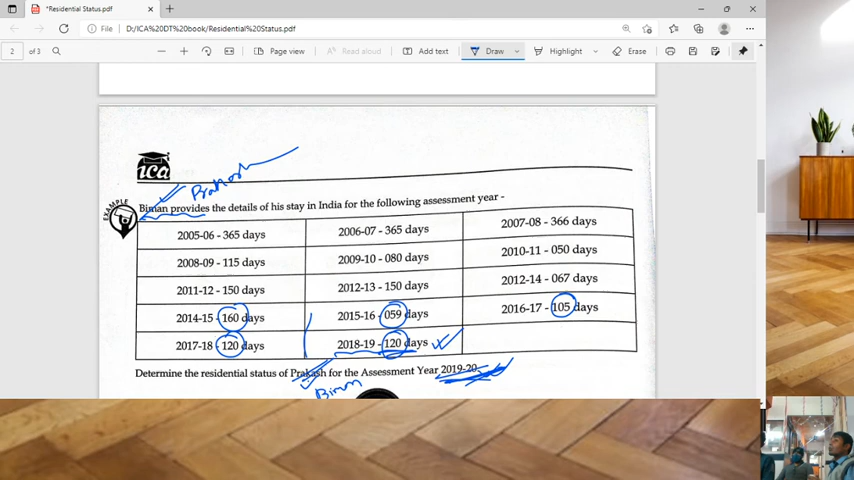 *Residential Status.pdf
File D:/ICA%20DT%20book/Residential%20Status.pdf
2 of 3 Page view Read aloud Add text Draw Highlight Erase
ica
Prakash
EXAMPLE
Biman provides the details of his stay in India for the following assessment year -
2005-06 - 365 days 2006-07 - 365 days 2007-08 - 366 days
2008-09 - 115 days 2009-10 - 080 days 2010-11 - 050 days
2011-12 - 150 days 2012-13 - 150 days 2012-14 - 067 days
2014-15 - 160 days 2015-16 - 059 days 2016-17 - 105 days
2017-18 - 120 days 2018-19 - 120 days
Determine the residential status of Prakash for the Assessment Year 2019-20.
Biman